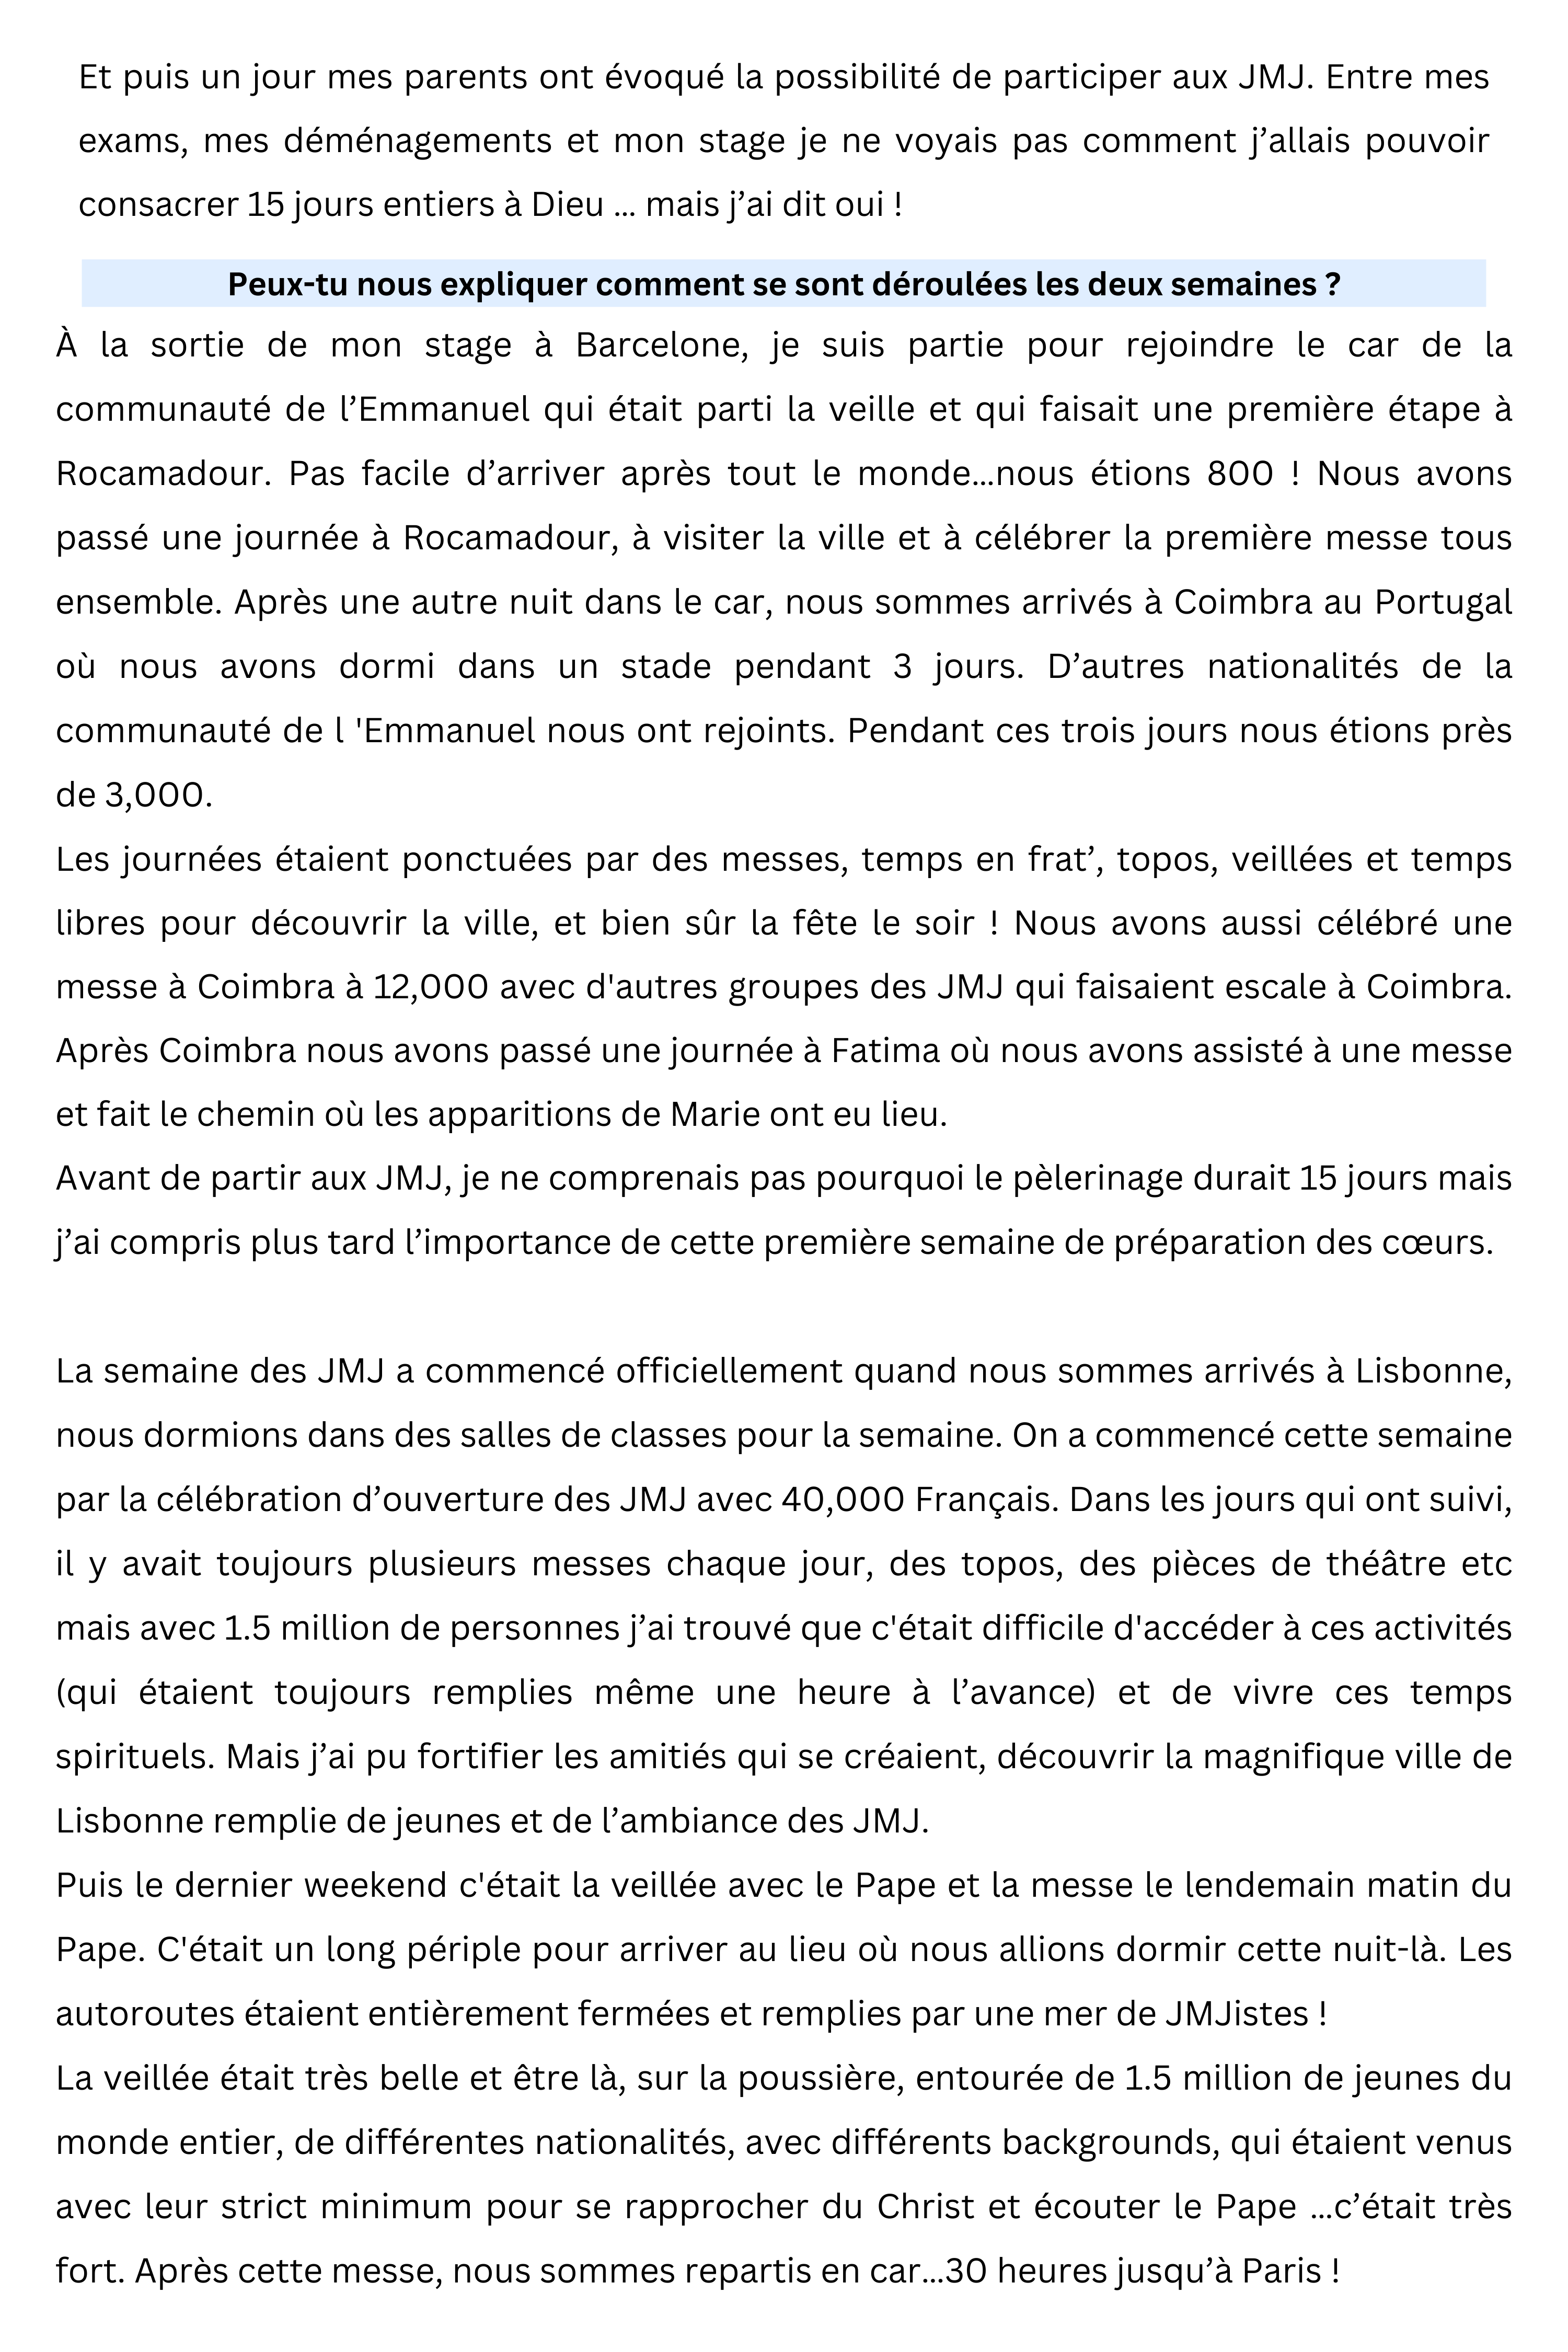 Et puis un jour mes parents ont évoqué la possibilité de participer aux JMJ. Entre mes
exams, mes déménagements et mon stage je ne voyais pas comment j’allais pouvoir
consacrer 15 jours entiers à Dieu … mais j’ai dit oui !
Peux-tu nous expliquer comment se sont déroulées les deux semaines ?
À la sortie de mon stage à Barcelone, je suis partie pour rejoindre le car de la
communauté de l’Emmanuel qui était parti la veille et qui faisait une première étape à
Rocamadour. Pas facile d’arriver après tout le monde…nous étions 800 ! Nous avons
passé une journée à Rocamadour, à visiter la ville et à célébrer la première messe tous
ensemble. Après une autre nuit dans le car, nous sommes arrivés à Coimbra au Portugal
où nous avons dormi dans un stade pendant 3 jours. D’autres nationalités de la
communauté de l 'Emmanuel nous ont rejoints. Pendant ces trois jours nous étions près
de 3,000.
Les journées étaient ponctuées par des messes, temps en frat’, topos, veillées et temps
libres pour découvrir la ville, et bien sûr la fête le soir ! Nous avons aussi célébré une
messe à Coimbra à 12,000 avec d'autres groupes des JMJ qui faisaient escale à Coimbra.
Après Coimbra nous avons passé une journée à Fatima où nous avons assisté à une messe
et fait le chemin où les apparitions de Marie ont eu lieu.
Avant de partir aux JMJ, je ne comprenais pas pourquoi le pèlerinage durait 15 jours mais
j’ai compris plus tard l’importance de cette première semaine de préparation des cœurs.
La semaine des JMJ a commencé officiellement quand nous sommes arrivés à Lisbonne,
nous dormions dans des salles de classes pour la semaine. On a commencé cette semaine
par la célébration d’ouverture des JMJ avec 40,000 Français. Dans les jours qui ont suivi,
il y avait toujours plusieurs messes chaque jour, des topos, des pièces de théâtre etc
mais avec 1.5 million de personnes j’ai trouvé que c'était difficile d'accéder à ces activités
(qui étaient toujours remplies même une heure à l’avance) et de vivre ces temps
spirituels. Mais j’ai pu fortifier les amitiés qui se créaient, découvrir la magnifique ville de
Lisbonne remplie de jeunes et de l’ambiance des JMJ.
Puis le dernier weekend c'était la veillée avec le Pape et la messe le lendemain matin du
Pape. C'était un long périple pour arriver au lieu où nous allions dormir cette nuit-là. Les
autoroutes étaient entièrement fermées et remplies par une mer de JMJistes !
La veillée était très belle et être là, sur la poussière, entourée de 1.5 million de jeunes du
monde entier, de différentes nationalités, avec différents backgrounds, qui étaient venus
avec leur strict minimum pour se rapprocher du Christ et écouter le Pape …c’était très
fort. Après cette messe, nous sommes repartis en car…30 heures jusqu’à Paris !